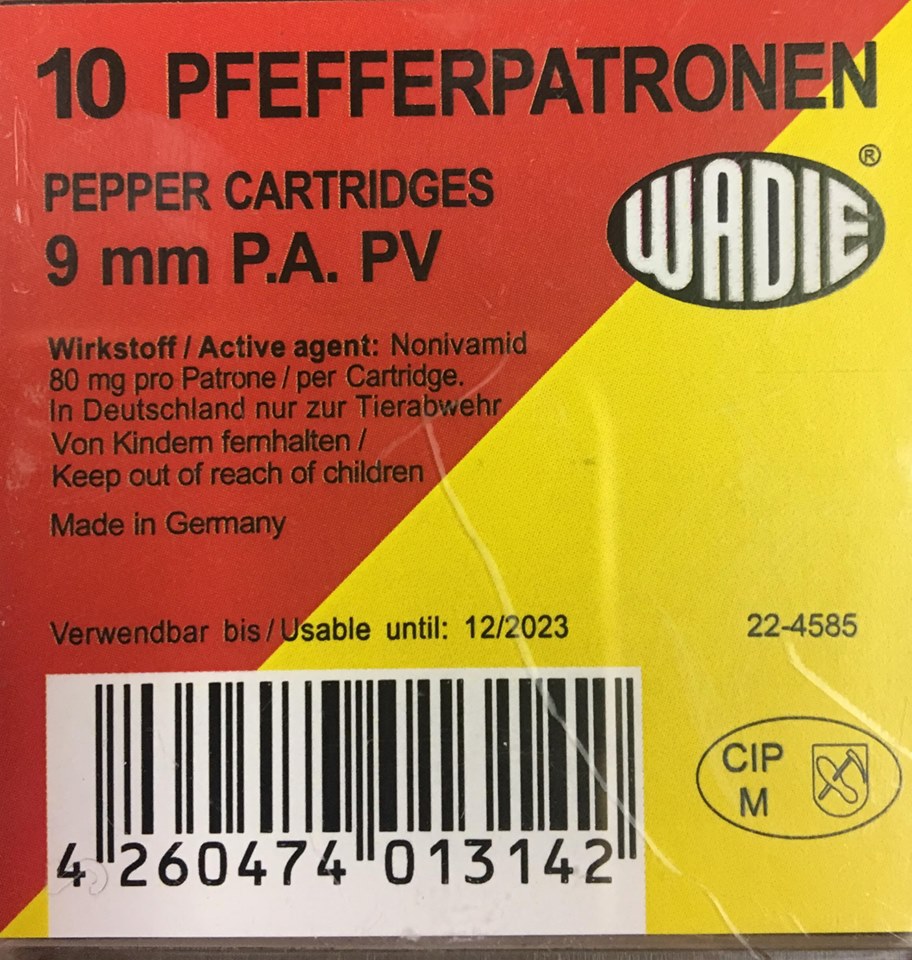 10 PFEFFERPATRONEN
PEPPER CARTRIDGES
9 mm P.A. PV
WADIE®
Wirkstoff / Active agent: Nonivamid
80 mg pro Patrone / per Cartridge.
In Deutschland nur zur Tierabwehr
Von Kindern fernhalten /
Keep out of reach of children
Made in Germany
Verwendbar bis / Usable until: 12/2023
22-4585
CIP
M
4 260474 013142